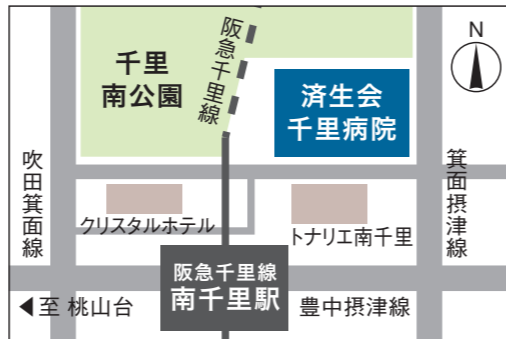 阪急千里線
千里
南公園
N
済生会
千里病院
吹田箕面線
箕面摂津線
クリスタルホテル
トナリエ南千里
阪急千里線
南千里駅
◀至 桃山台
豊中摂津線